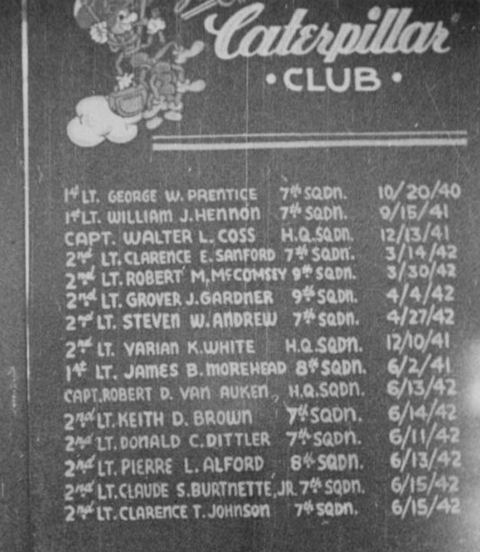 Caterpillar
• CLUB •
1st LT. GEORGE W. PRENTICE 7th SQDN. 10/20/40
1st LT. WILLIAM J. HENNON 7th SQDN. 9/15/41
CAPT. WALTER L. COSS H.Q. SQDN. 12/13/41
2nd LT. CLARENCE E. SANFORD 7th SQDN. 3/14/42
2nd LT. ROBERT M. McCOMSEY 9th SQDN. 3/30/42
2nd LT. GROVER J. GARDNER 9th SQDN. 4/4/42
2nd LT. STEVEN W. ANDREW 7th SQDN. 4/27/42
2nd LT. VARIAN K. WHITE H.Q. SQDN. 12/10/41
1st LT. JAMES B. MOREHEAD 8th SQDN. 6/2/41
CAPT. ROBERT D. VAN AUKEN H.Q. SQDN. 6/13/42
2nd LT. KEITH D. BROWN 7th SQDN. 6/14/42
2nd LT. DONALD C. DITTLER 7th SQDN. 6/11/42
2nd LT. PIERRE L. ALFORD 8th SQDN. 6/13/42
2nd LT. CLAUDE S. BURTNETTE, JR. 7th SQDN. 6/15/42
2nd LT. CLARENCE T. JOHNSON 7th SQDN. 6/15/42